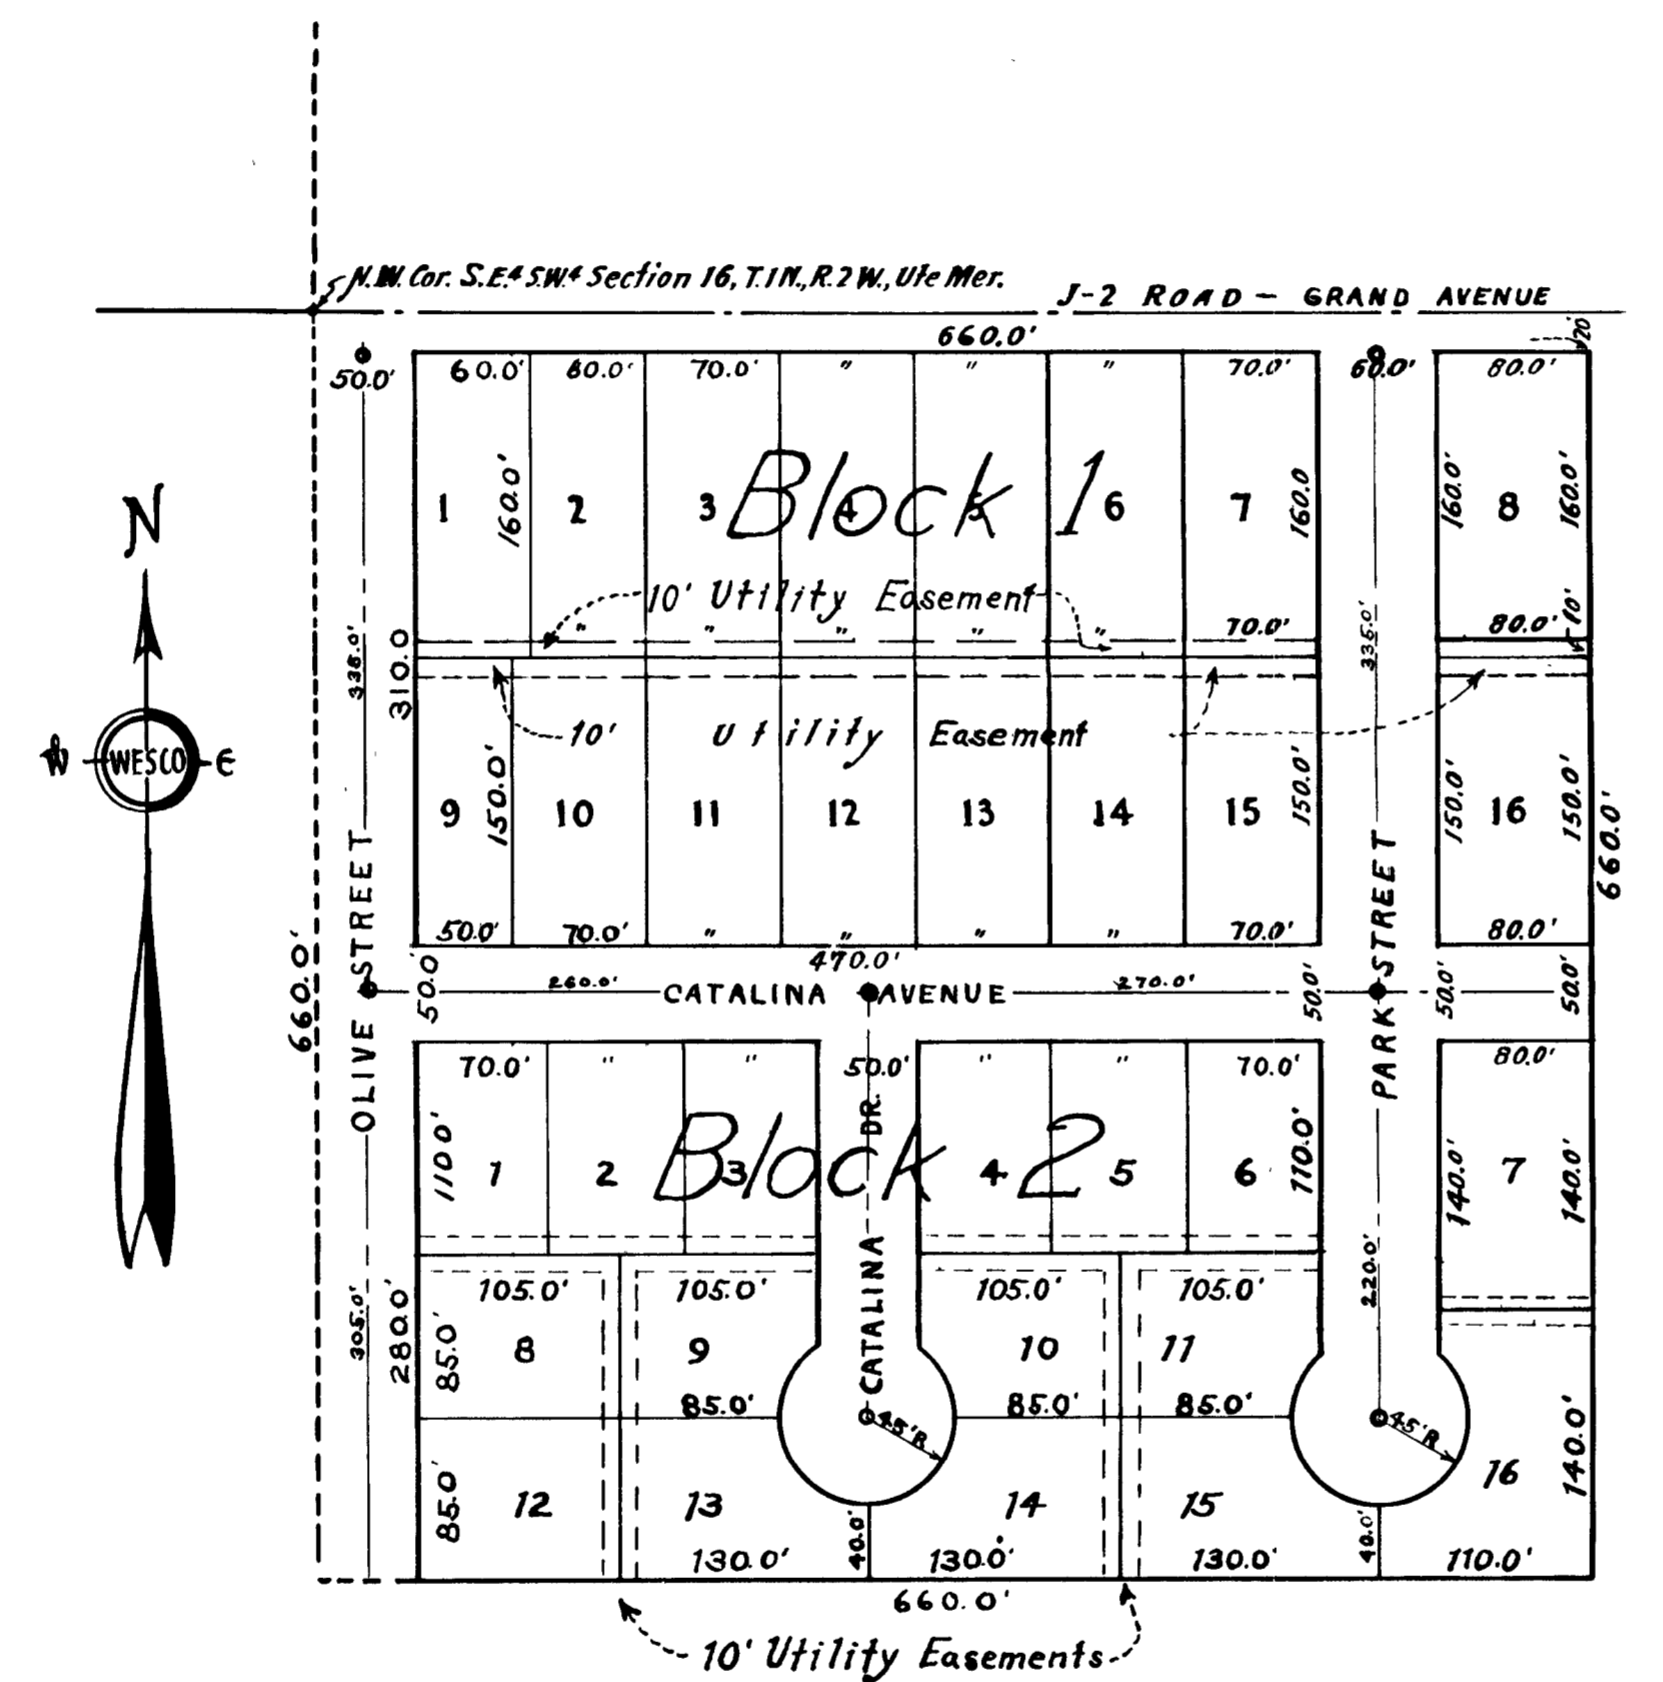 N.W. Cor. S.E.4 S.W.4 Section 16, T.1N., R.2W., Ute Mer.
J-2 ROAD - GRAND AVENUE
660.0'
20'
50.0' 60.0' 60.0' 70.0' " " " 70.0' 60.0' 80.0'
N
Block 1
1 160.0' 2 3 4 5 6 7 160.0 160.0' 8 160.0'
10' Utility Easement
" " " " " 70.0' 80.0' 10'
310.0
335.0'
10' Utility Easement
W WESCO E
9 150.0' 10 11 12 13 14 15 150.0' 150.0' 16 150.0'
660.0'
50.0' 70.0' " " " " 70.0' 80.0'
470.0'
660.0'
OLIVE STREET
PARK STREET
50.0 260.0' CATALINA AVENUE 270.0' 50.0' 50.0' 50.0'
70.0' " " 50.0' " " 70.0' 80.0'
Block 2
110.0' 1 2 3 4 5 6 110.0' 140.0' 7 140.0'
CATALINA DR.
220.0'
305.0'
280.0'
105.0' 105.0' 105.0' 105.0'
85.0' 8 9 10 11
85.0' 85.0' 85.0'
45'R 45'R
85.0' 12 13 14 15 16 140.0'
130.0' 40.0' 130.0' 130.0' 40.0' 110.0'
660.0'
10' Utility Easements